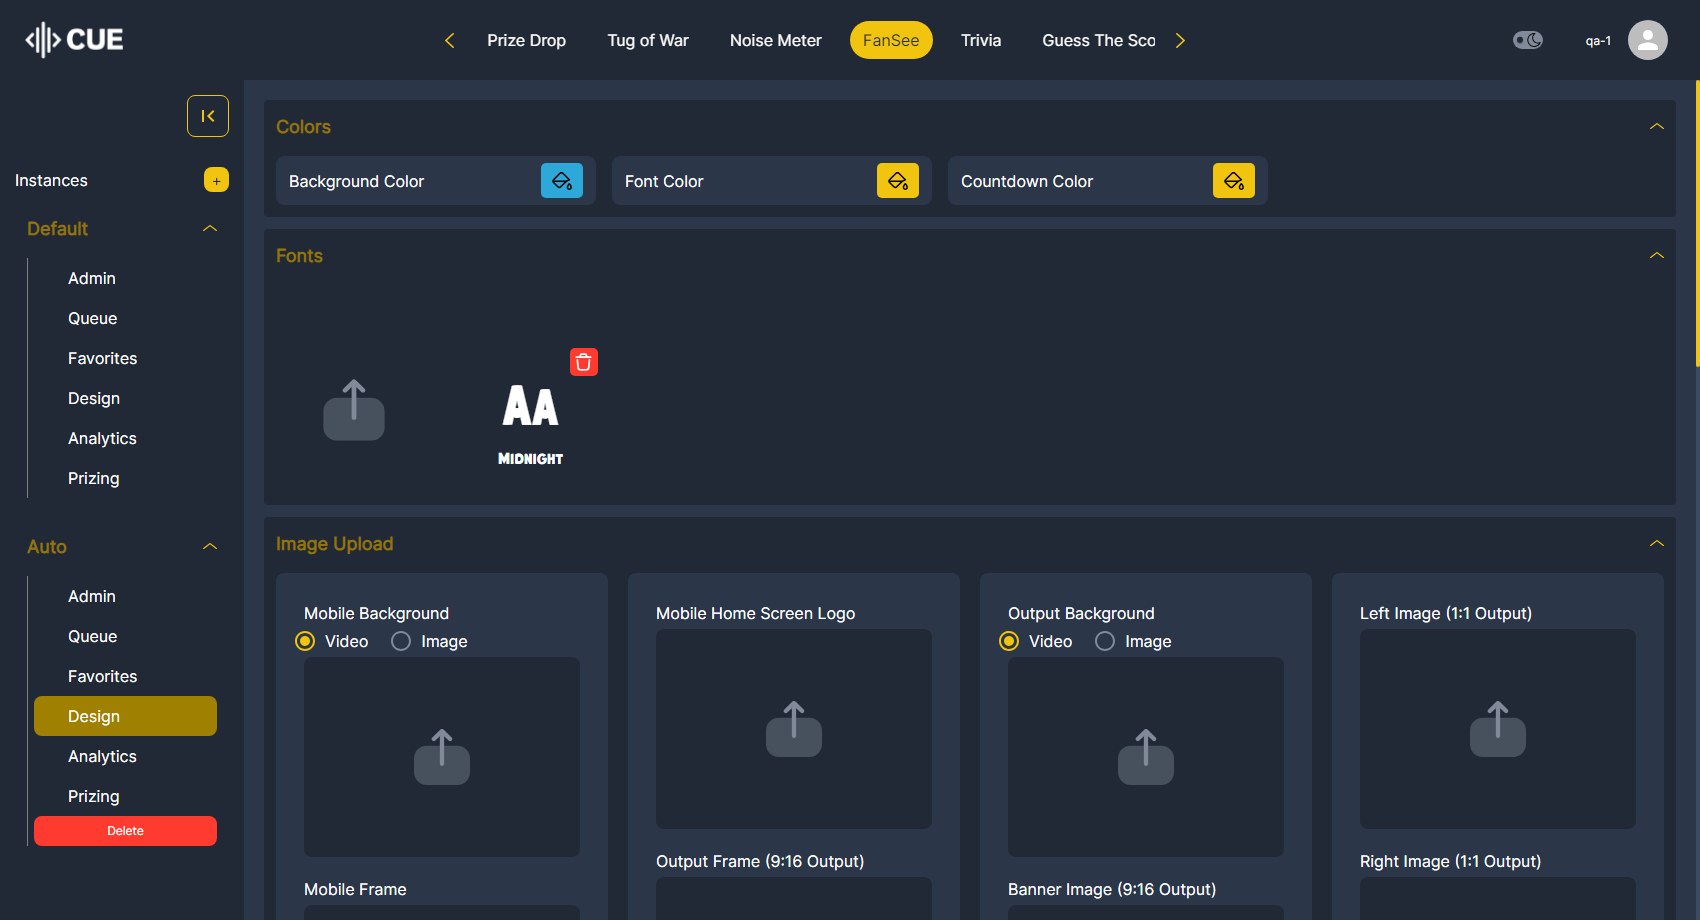 CUE
Prize Drop
Tug of War
Noise Meter
FanSee
Trivia
Guess The Sco
qa-1
Instances
+
Default
Admin
Queue
Favorites
Design
Analytics
Prizing
Auto
Admin
Queue
Favorites
Design
Analytics
Prizing
Delete
Colors
Background Color
Font Color
Countdown Color
Fonts
AA
MIDNIGHT
Image Upload
Mobile Background
Video
Image
Mobile Frame
Mobile Home Screen Logo
Output Frame (9:16 Output)
Output Background
Video
Image
Banner Image (9:16 Output)
Left Image (1:1 Output)
Right Image (1:1 Output)